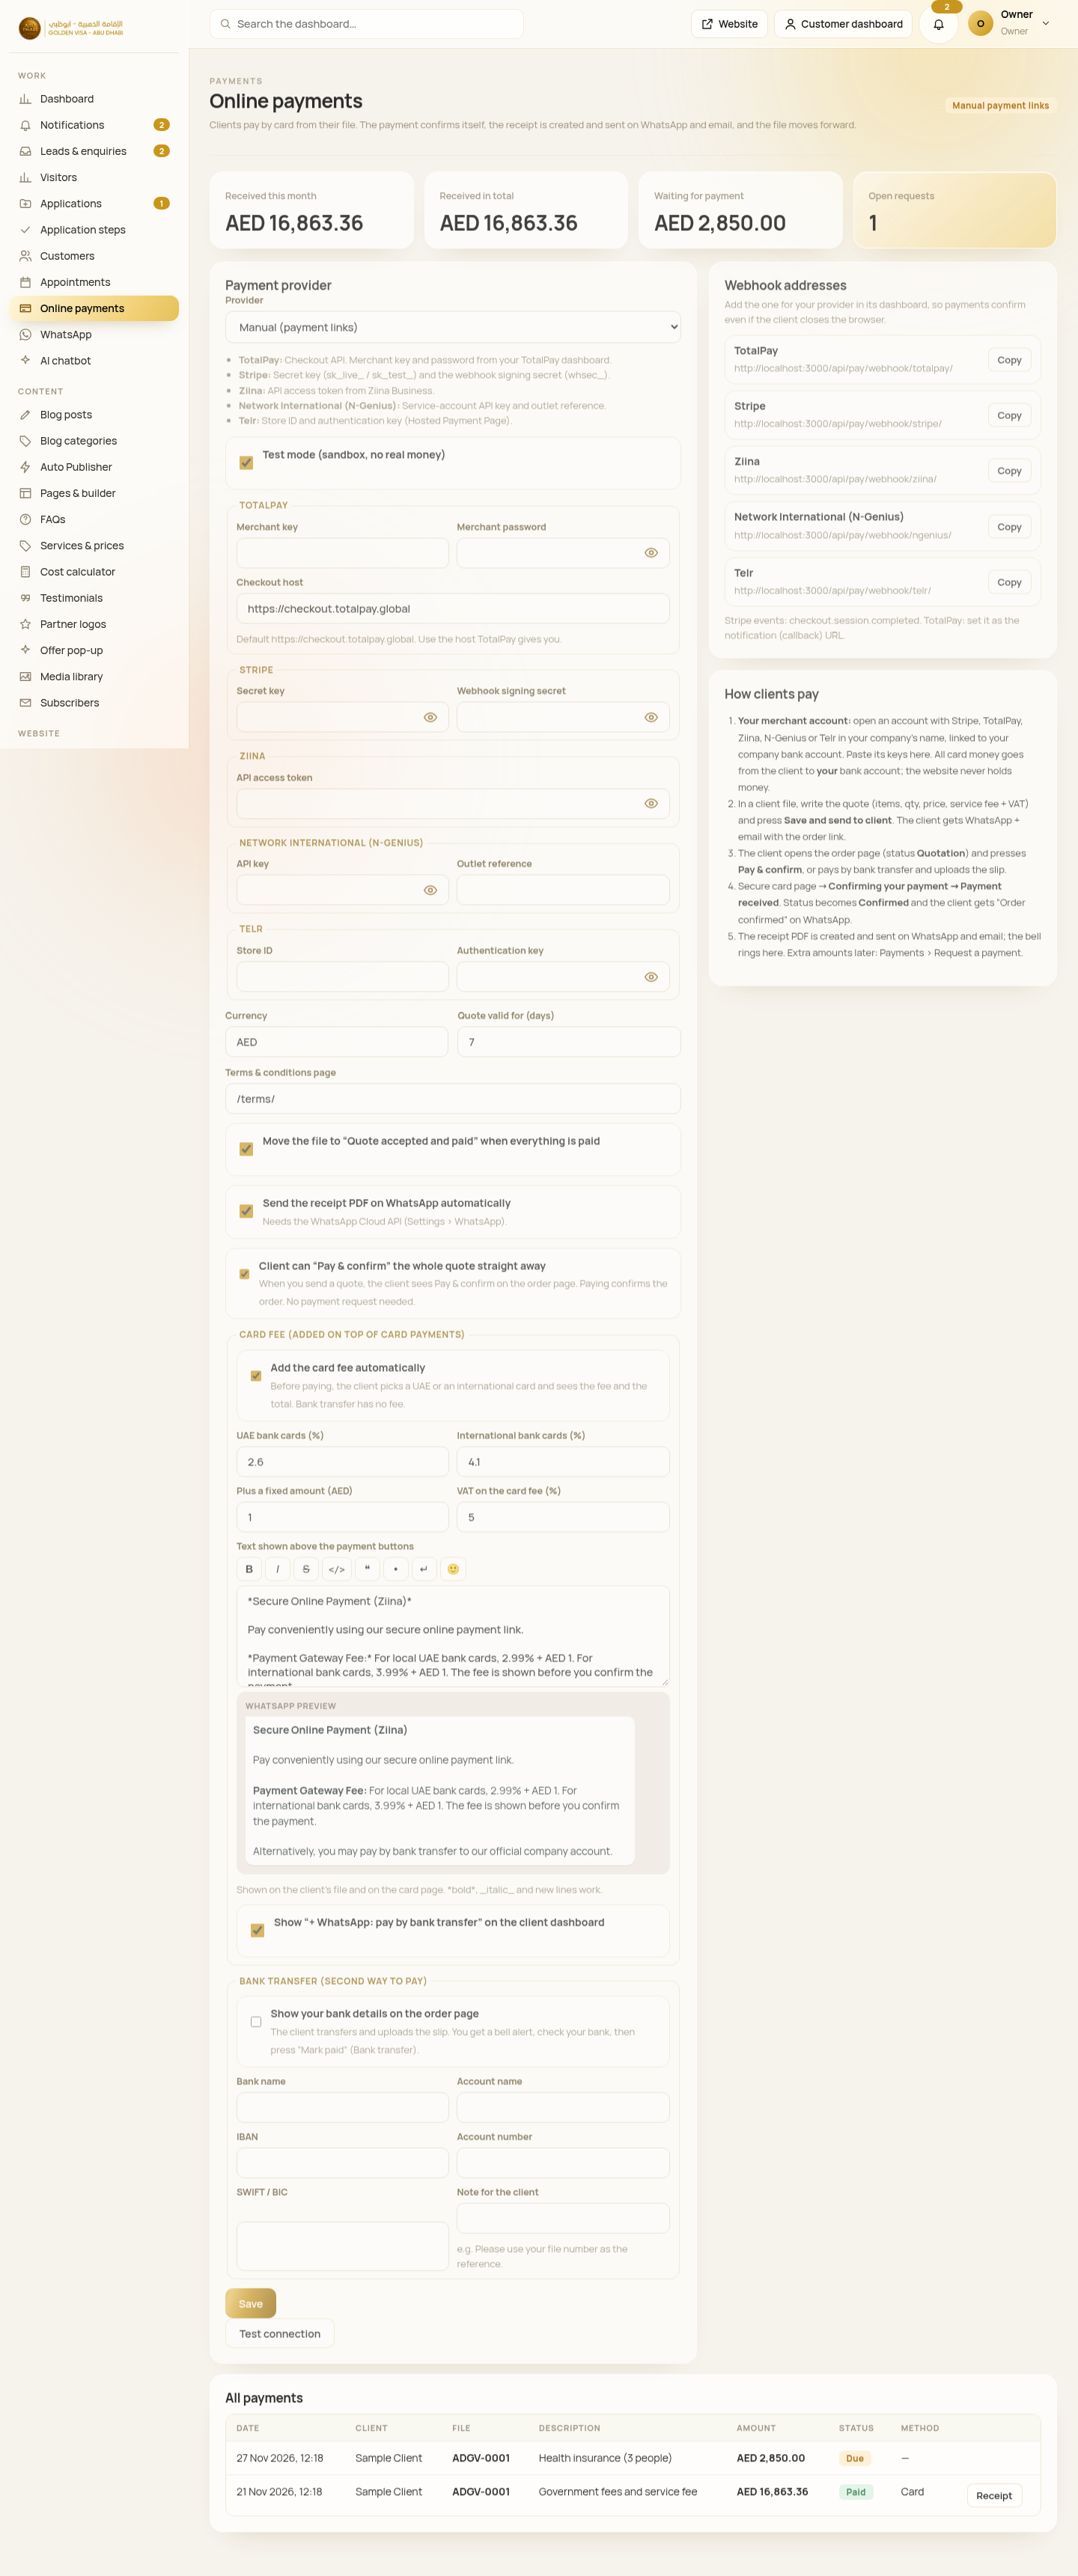 الإقامة الذهبية - ابوظبي
GOLDEN VISA - ABU DHABI
Search the dashboard...
Website
Customer dashboard
2
O
Owner
Owner
WORK
Dashboard
Notifications 2
Leads & enquiries 2
Visitors
Applications 1
Application steps
Customers
Appointments
Online payments
WhatsApp
AI chatbot
CONTENT
Blog posts
Blog categories
Auto Publisher
Pages & builder
FAQs
Services & prices
Cost calculator
Testimonials
Partner logos
Offer pop-up
Media library
Subscribers
WEBSITE
PAYMENTS
Online payments
Manual payment links
Clients pay by card from their file. The payment confirms itself, the receipt is created and sent on WhatsApp and email, and the file moves forward.
Received this month
AED 16,863.36
Received in total
AED 16,863.36
Waiting for payment
AED 2,850.00
Open requests
1
Payment provider
Provider
Manual (payment links)
• TotalPay: Checkout API. Merchant key and password from your TotalPay dashboard.
• Stripe: Secret key (sk_live_ / sk_test_) and the webhook signing secret (whsec_).
• Ziina: API access token from Ziina Business.
• Network International (N-Genius): Service-account API key and outlet reference.
• Telr: Store ID and authentication key (Hosted Payment Page).
Test mode (sandbox, no real money)
TOTALPAY
Merchant key
Merchant password
Checkout host
https://checkout.totalpay.global
Default https://checkout.totalpay.global. Use the host TotalPay gives you.
STRIPE
Secret key
Webhook signing secret
ZIINA
API access token
NETWORK INTERNATIONAL (N-GENIUS)
API key
Outlet reference
TELR
Store ID
Authentication key
Currency
Quote valid for (days)
AED
7
Terms & conditions page
/terms/
Move the file to “Quote accepted and paid” when everything is paid
Send the receipt PDF on WhatsApp automatically
Needs the WhatsApp Cloud API (Settings > WhatsApp).
Client can “Pay & confirm” the whole quote straight away
When you send a quote, the client sees Pay & confirm on the order page. Paying confirms the
order. No payment request needed.
CARD FEE (ADDED ON TOP OF CARD PAYMENTS)
Add the card fee automatically
Before paying, the client picks a UAE or an international card and sees the fee and the
total. Bank transfer has no fee.
UAE bank cards (%)
International bank cards (%)
2.6
4.1
Plus a fixed amount (AED)
VAT on the card fee (%)
1
5
Text shown above the payment buttons
B I S </> ❝ • ↵ 🙂
*Secure Online Payment (Ziina)*
Pay conveniently using our secure online payment link.
*Payment Gateway Fee:* For local UAE bank cards, 2.99% + AED 1. For
international bank cards, 3.99% + AED 1. The fee is shown before you confirm the
payment.
WHATSAPP PREVIEW
Secure Online Payment (Ziina)
Pay conveniently using our secure online payment link.
Payment Gateway Fee: For local UAE bank cards, 2.99% + AED 1. For
international bank cards, 3.99% + AED 1. The fee is shown before you confirm
the payment.
Alternatively, you may pay by bank transfer to our official company account.
Shown on the client's file and on the card page. *bold*, _italic_ and new lines work.
Show “+ WhatsApp: pay by bank transfer” on the client dashboard
BANK TRANSFER (SECOND WAY TO PAY)
Show your bank details on the order page
The client transfers and uploads the slip. You get a bell alert, check your bank, then
press “Mark paid” (Bank transfer).
Bank name
Account name
IBAN
Account number
SWIFT / BIC
Note for the client
e.g. Please use your file number as the
reference.
Save
Test connection
Webhook addresses
Add the one for your provider in its dashboard, so payments confirm
even if the client closes the browser.
TotalPay
http://localhost:3000/api/pay/webhook/totalpay/
Copy
Stripe
http://localhost:3000/api/pay/webhook/stripe/
Copy
Ziina
http://localhost:3000/api/pay/webhook/ziina/
Copy
Network International (N-Genius)
http://localhost:3000/api/pay/webhook/ngenius/
Copy
Telr
http://localhost:3000/api/pay/webhook/telr/
Copy
Stripe events: checkout.session.completed. TotalPay: set it as the
notification (callback) URL.
How clients pay
1. Your merchant account: open an account with Stripe, TotalPay,
Ziina, N-Genius or Telr in your company's name, linked to your
company bank account. Paste its keys here. All card money goes
from the client to your bank account; the website never holds
money.
2. In a client file, write the quote (items, qty, price, service fee + VAT)
and press Save and send to client. The client gets WhatsApp +
email with the order link.
3. The client opens the order page (status Quotation) and presses
Pay & confirm, or pays by bank transfer and uploads the slip.
4. Secure card page → Confirming your payment → Payment
received. Status becomes Confirmed and the client gets “Order
confirmed” on WhatsApp.
5. The receipt PDF is created and sent on WhatsApp and email; the bell
rings here. Extra amounts later: Payments > Request a payment.
All payments
DATE CLIENT FILE DESCRIPTION AMOUNT STATUS METHOD
27 Nov 2026, 12:18 Sample Client ADGV-0001 Health insurance (3 people) AED 2,850.00 Due —
21 Nov 2026, 12:18 Sample Client ADGV-0001 Government fees and service fee AED 16,863.36 Paid Card Receipt